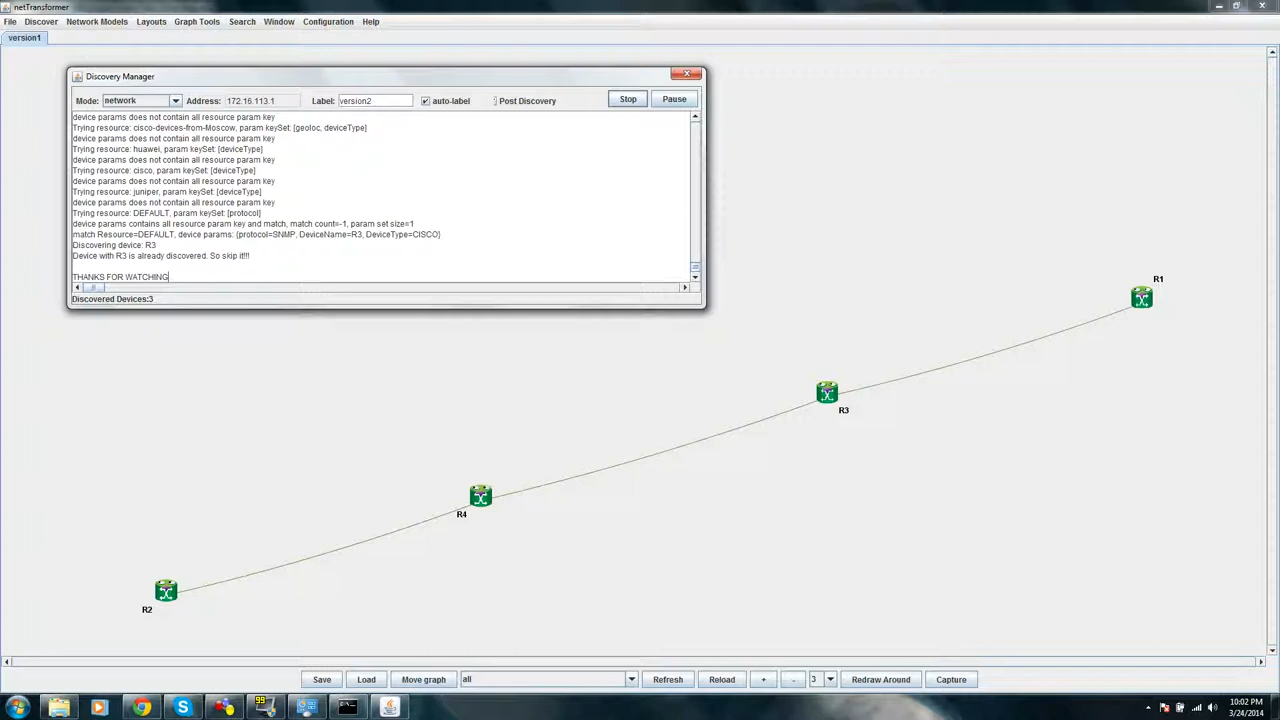 netTransformer
File Discover Network Models Layouts Graph Tools Search Window Configuration Help
version1
Discovery Manager
Mode: network Address: 172.16.113.1 Label: version2 auto-label Post Discovery Stop Pause
device params does not contain all resource param key
Trying resource: cisco-devices-from-Moscow, param keySet: [geoloc, deviceType]
device params does not contain all resource param key
Trying resource: huawei, param keySet: [deviceType]
device params does not contain all resource param key
Trying resource: cisco, param keySet: [deviceType]
device params does not contain all resource param key
Trying resource: juniper, param keySet: [deviceType]
device params does not contain all resource param key
Trying resource: DEFAULT, param keySet: [protocol]
device params contains all resource param key and match, match count=-1, param set size=1
match Resource=DEFAULT, device params: {protocol=SNMP, DeviceName=R3, DeviceType=CISCO}
Discovering device: R3
Device with R3 is already discovered. So skip it!!!
THANKS FOR WATCHING
Discovered Devices:3
R1
R3
R4
R2
Save Load Move graph all Refresh Reload + - 3 Redraw Around Capture
99
10:02 PM
3/24/2014